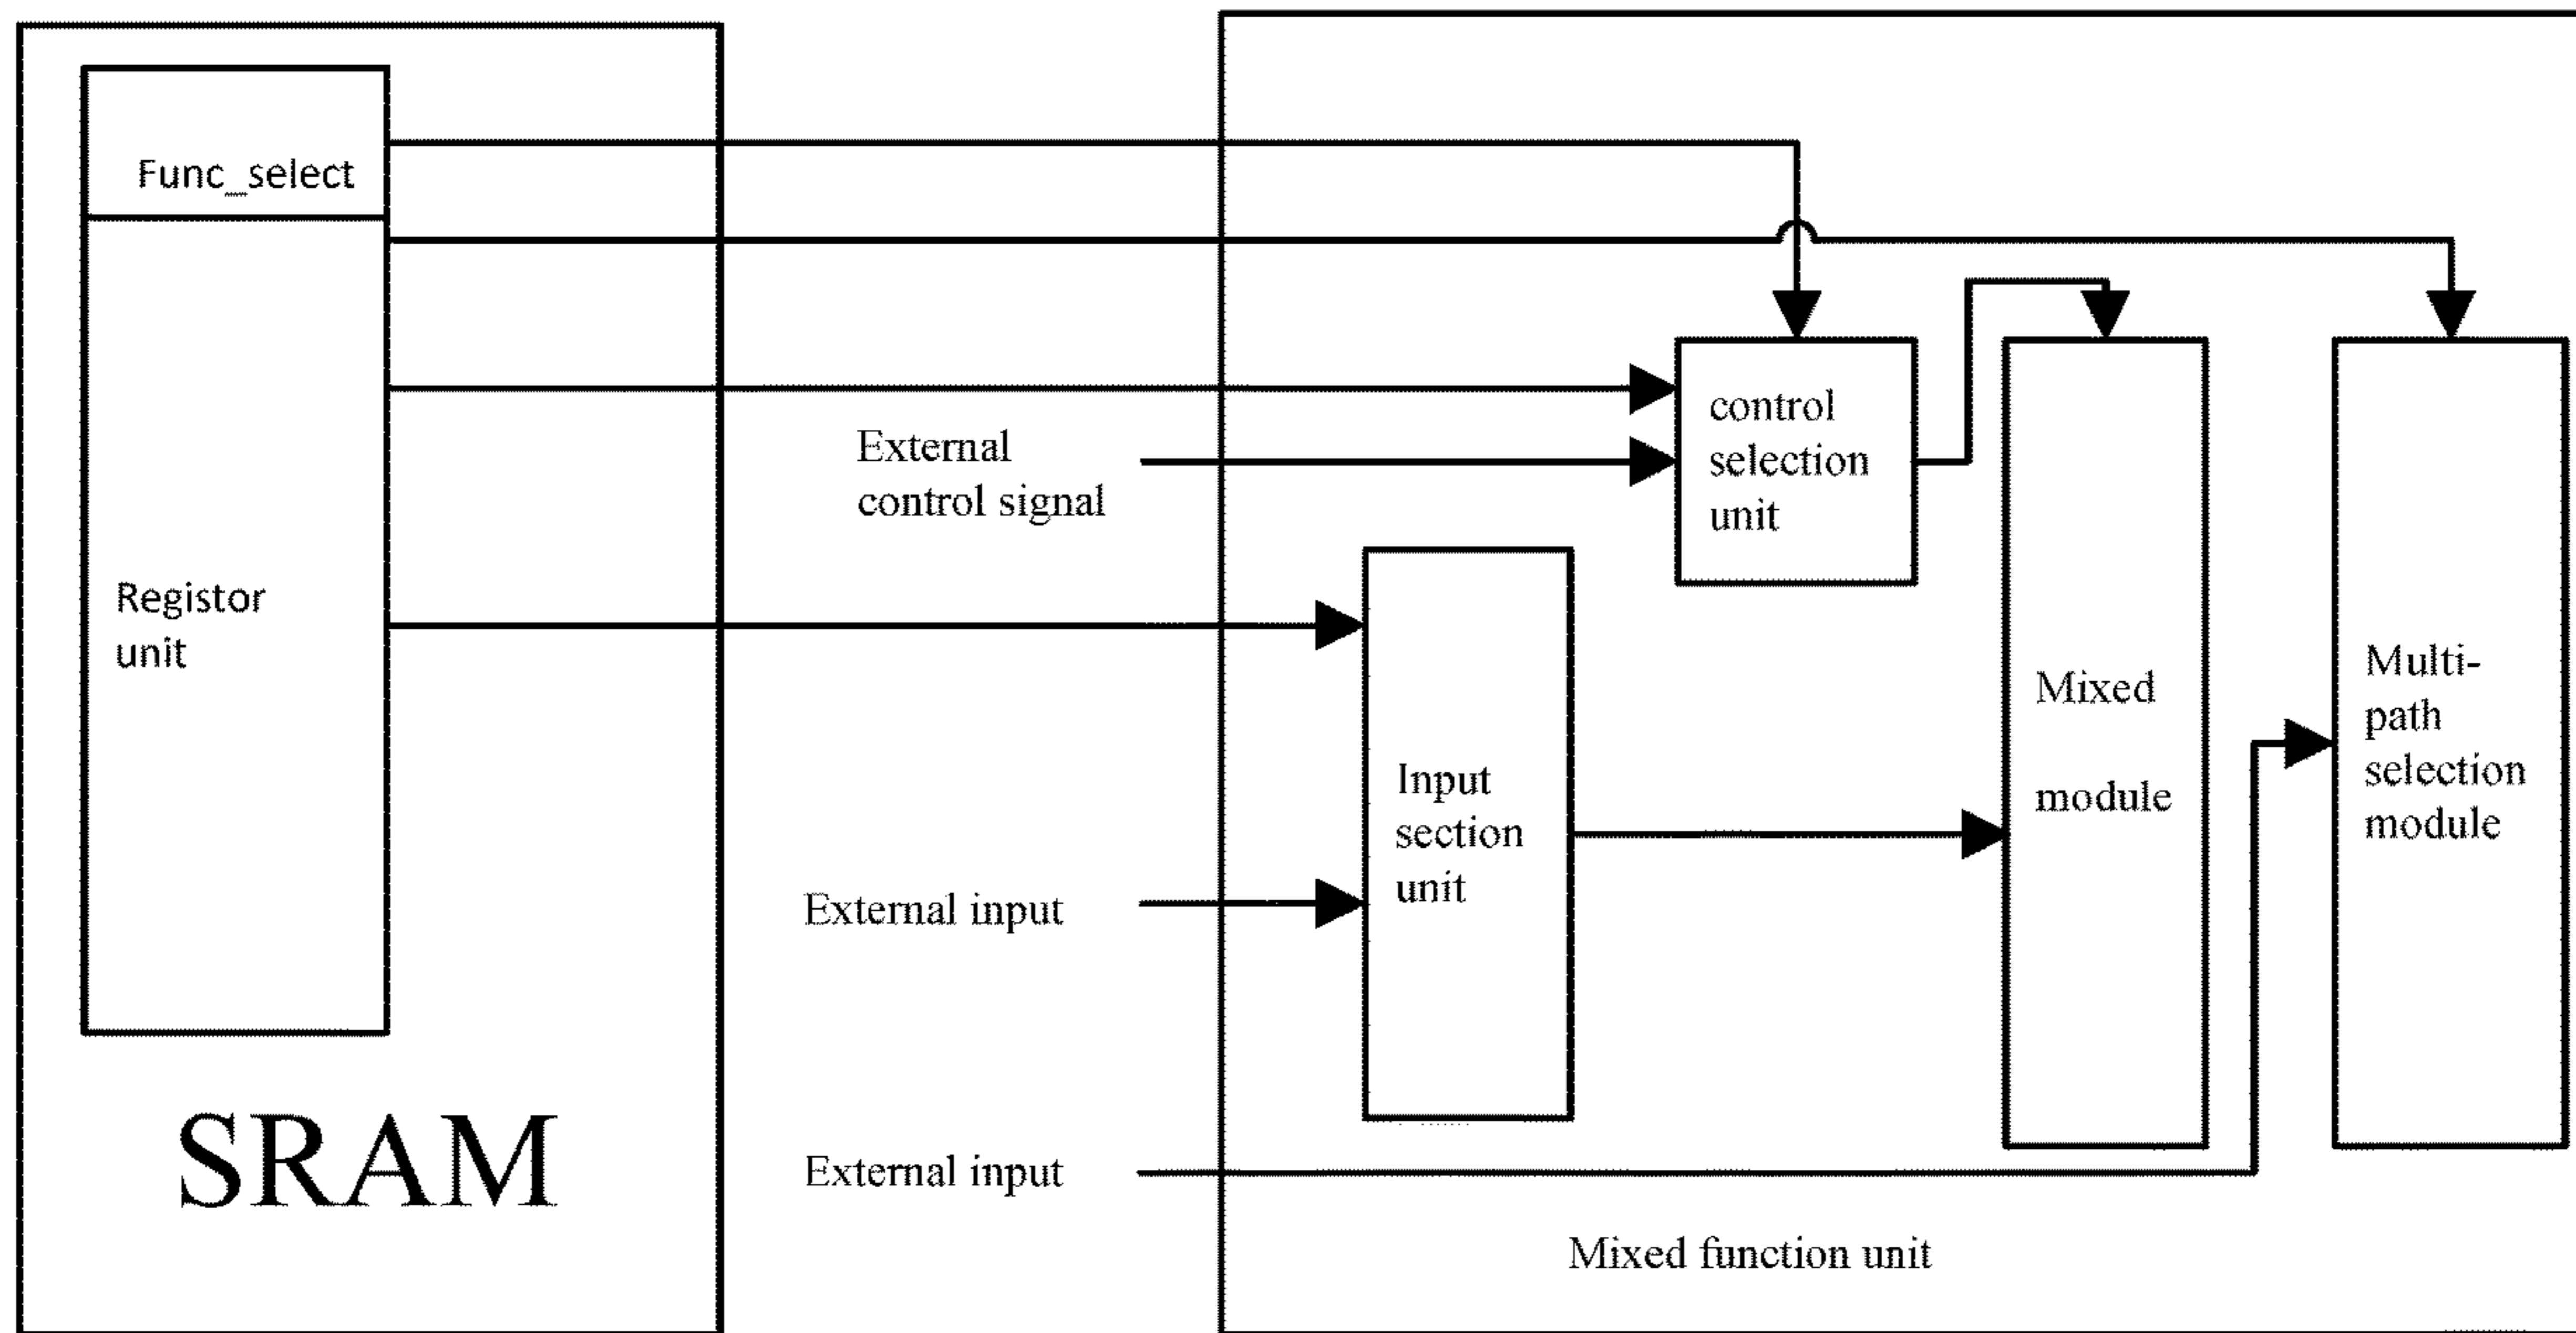 Func_select
Registor
unit
SRAM
External
control signal
External input
External input
control
selection
unit
Input
section
unit
Mixed
module
Multi-
path
selection
module
Mixed function unit